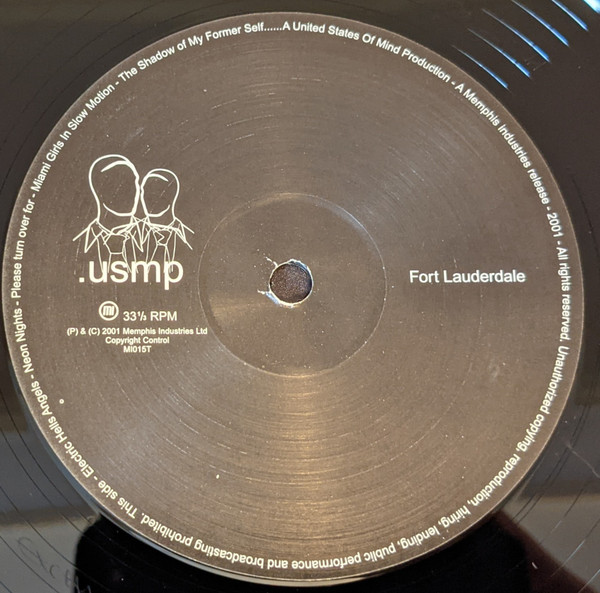 This side - Electric Hells Angels - Neon Nights - Please turn over for - Miami Girls In Slow Motion - The Shadow of My Former Self......A United States Of Mind Production - A Memphis Industries release - 2001 - All rights reserved. Unauthorized copying, reproduction, hiring, lending, public performance and broadcasting prohibited.
.usmp
Fort Lauderdale
mi 33⅓ RPM
(P) & (C) 2001 Memphis Industries Ltd
Copyright Control
MI015T